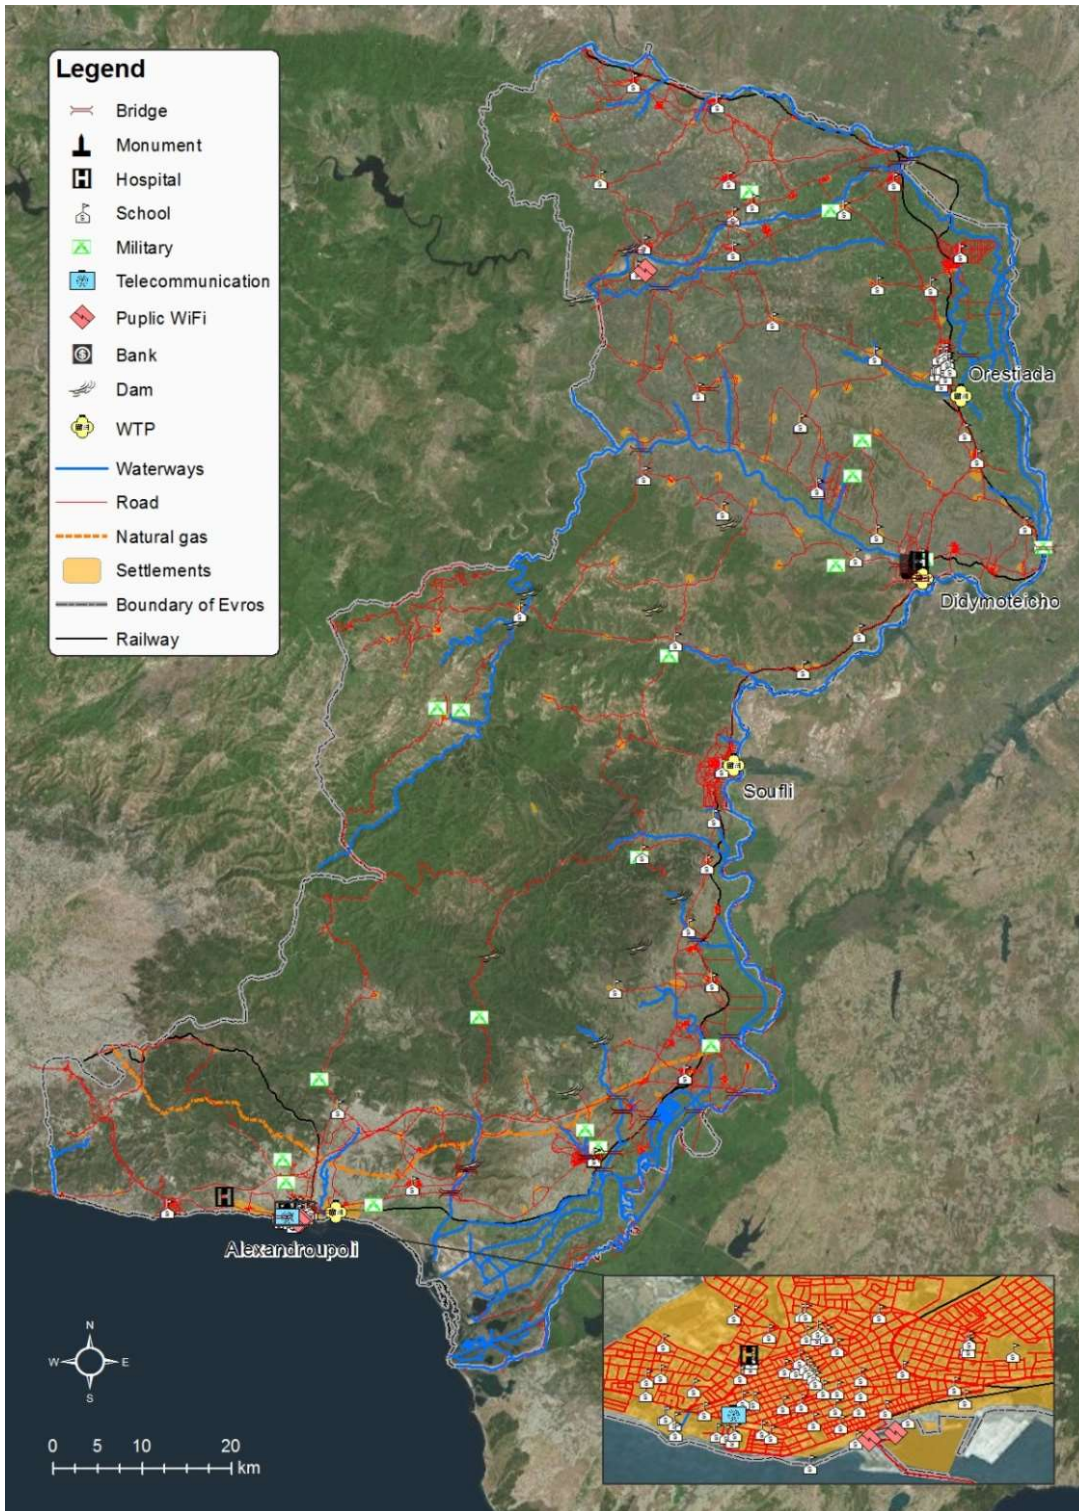 Legend
Bridge
Monument
Hospital
School
Military
Telecommunication
Puplic WiFi
Bank
Dam
WTP
Waterways
Road
Natural gas
Settlements
Boundary of Evros
Railway
Orestiada
Didymoteicho
Soufli
Alexandroupoli
N
W E
S
0 5 10 20
km